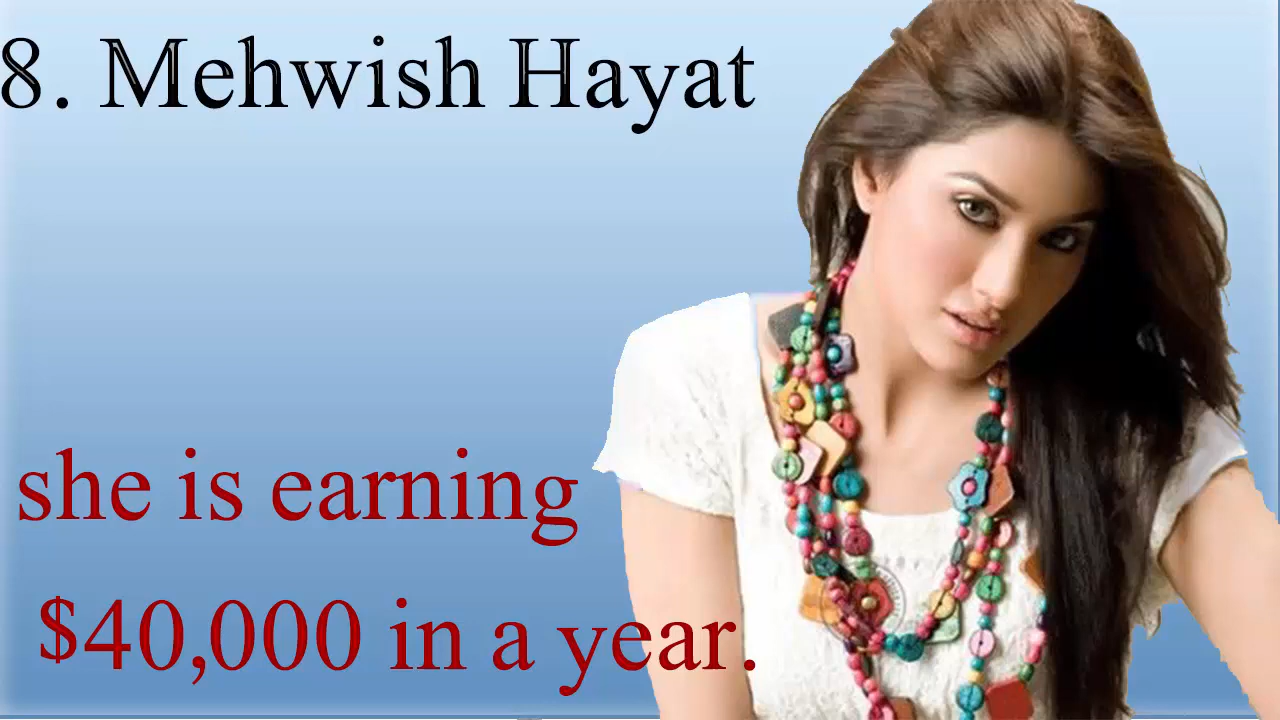 8. Mehwish Hayat
she is earning
$40,000 in a year.